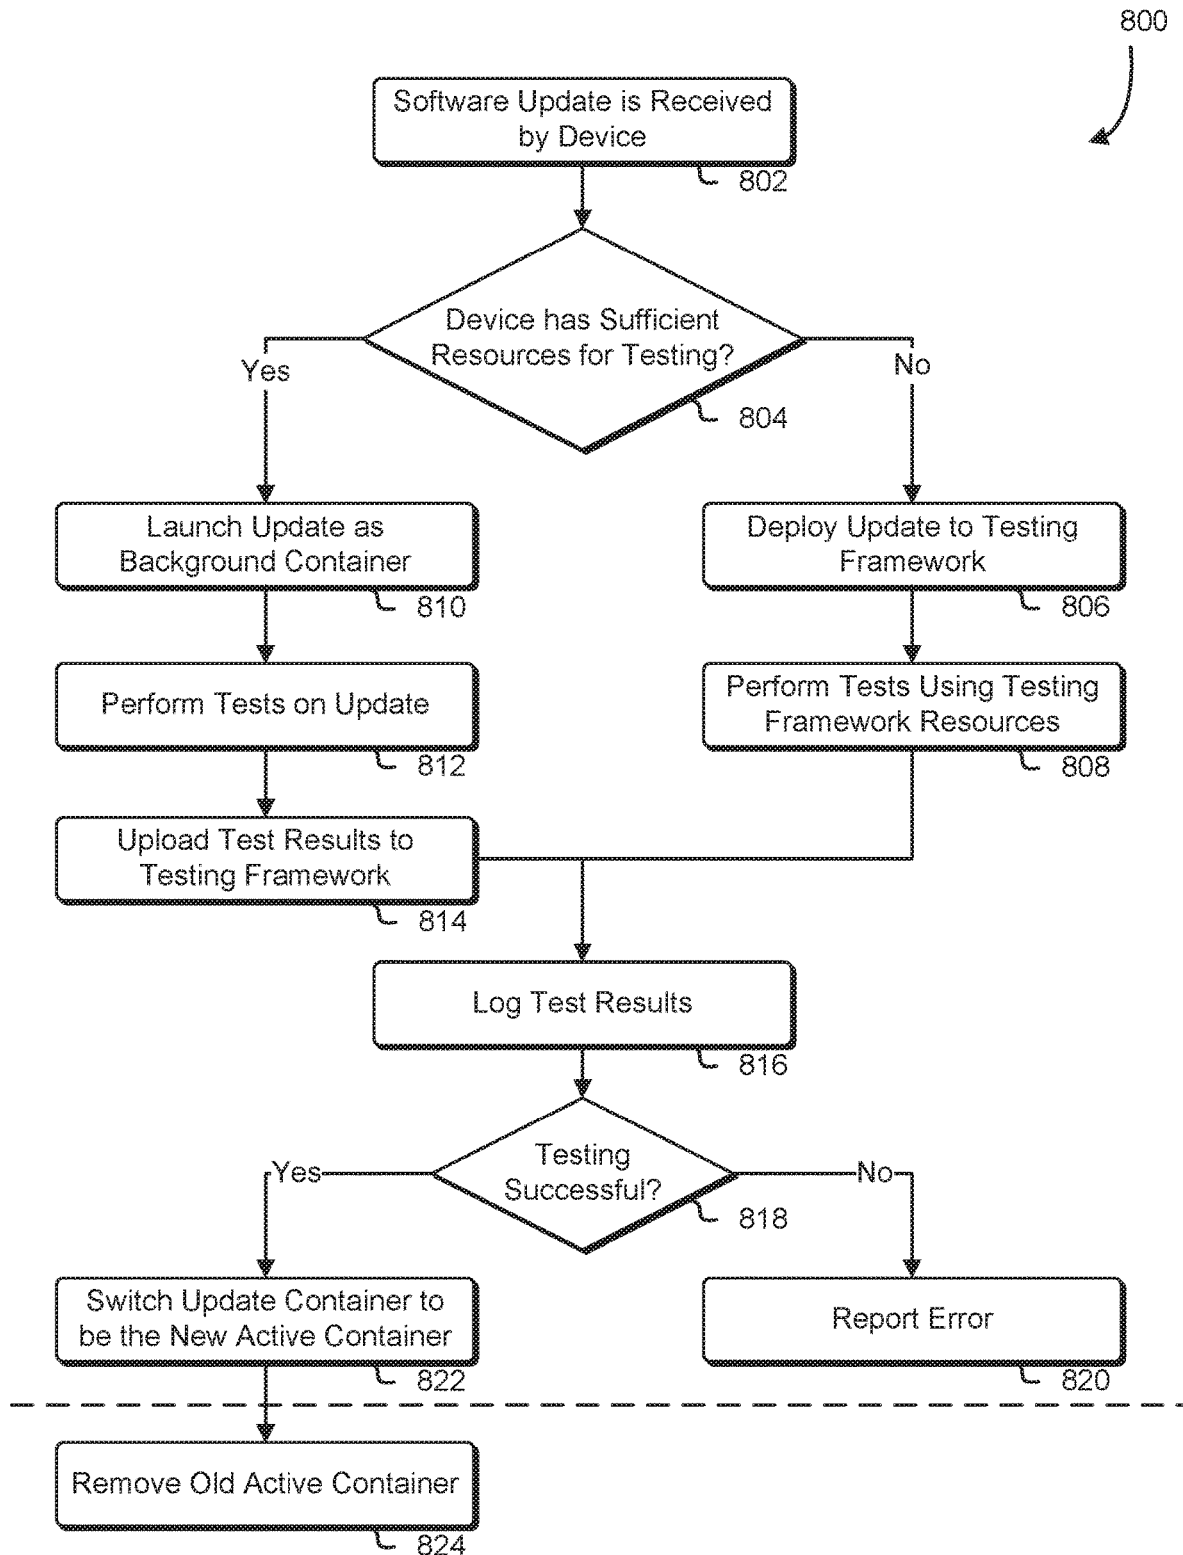 800
Software Update is Received
by Device
802
Device has Sufficient
Resources for Testing?
804
Yes
No
Launch Update as
Background Container
810
Deploy Update to Testing
Framework
806
Perform Tests on Update
812
Perform Tests Using Testing
Framework Resources
808
Upload Test Results to
Testing Framework
814
Log Test Results
816
Testing
Successful?
818
Yes
No
Switch Update Container to
be the New Active Container
822
Report Error
820
Remove Old Active Container
824